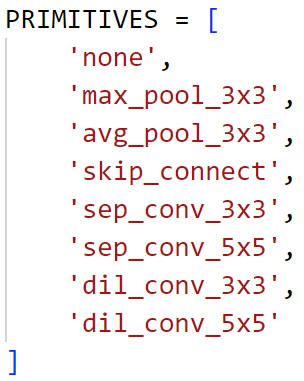 PRIMITIVES = [
    'none',
    'max_pool_3x3',
    'avg_pool_3x3',
    'skip_connect',
    'sep_conv_3x3',
    'sep_conv_5x5',
    'dil_conv_3x3',
    'dil_conv_5x5'
]